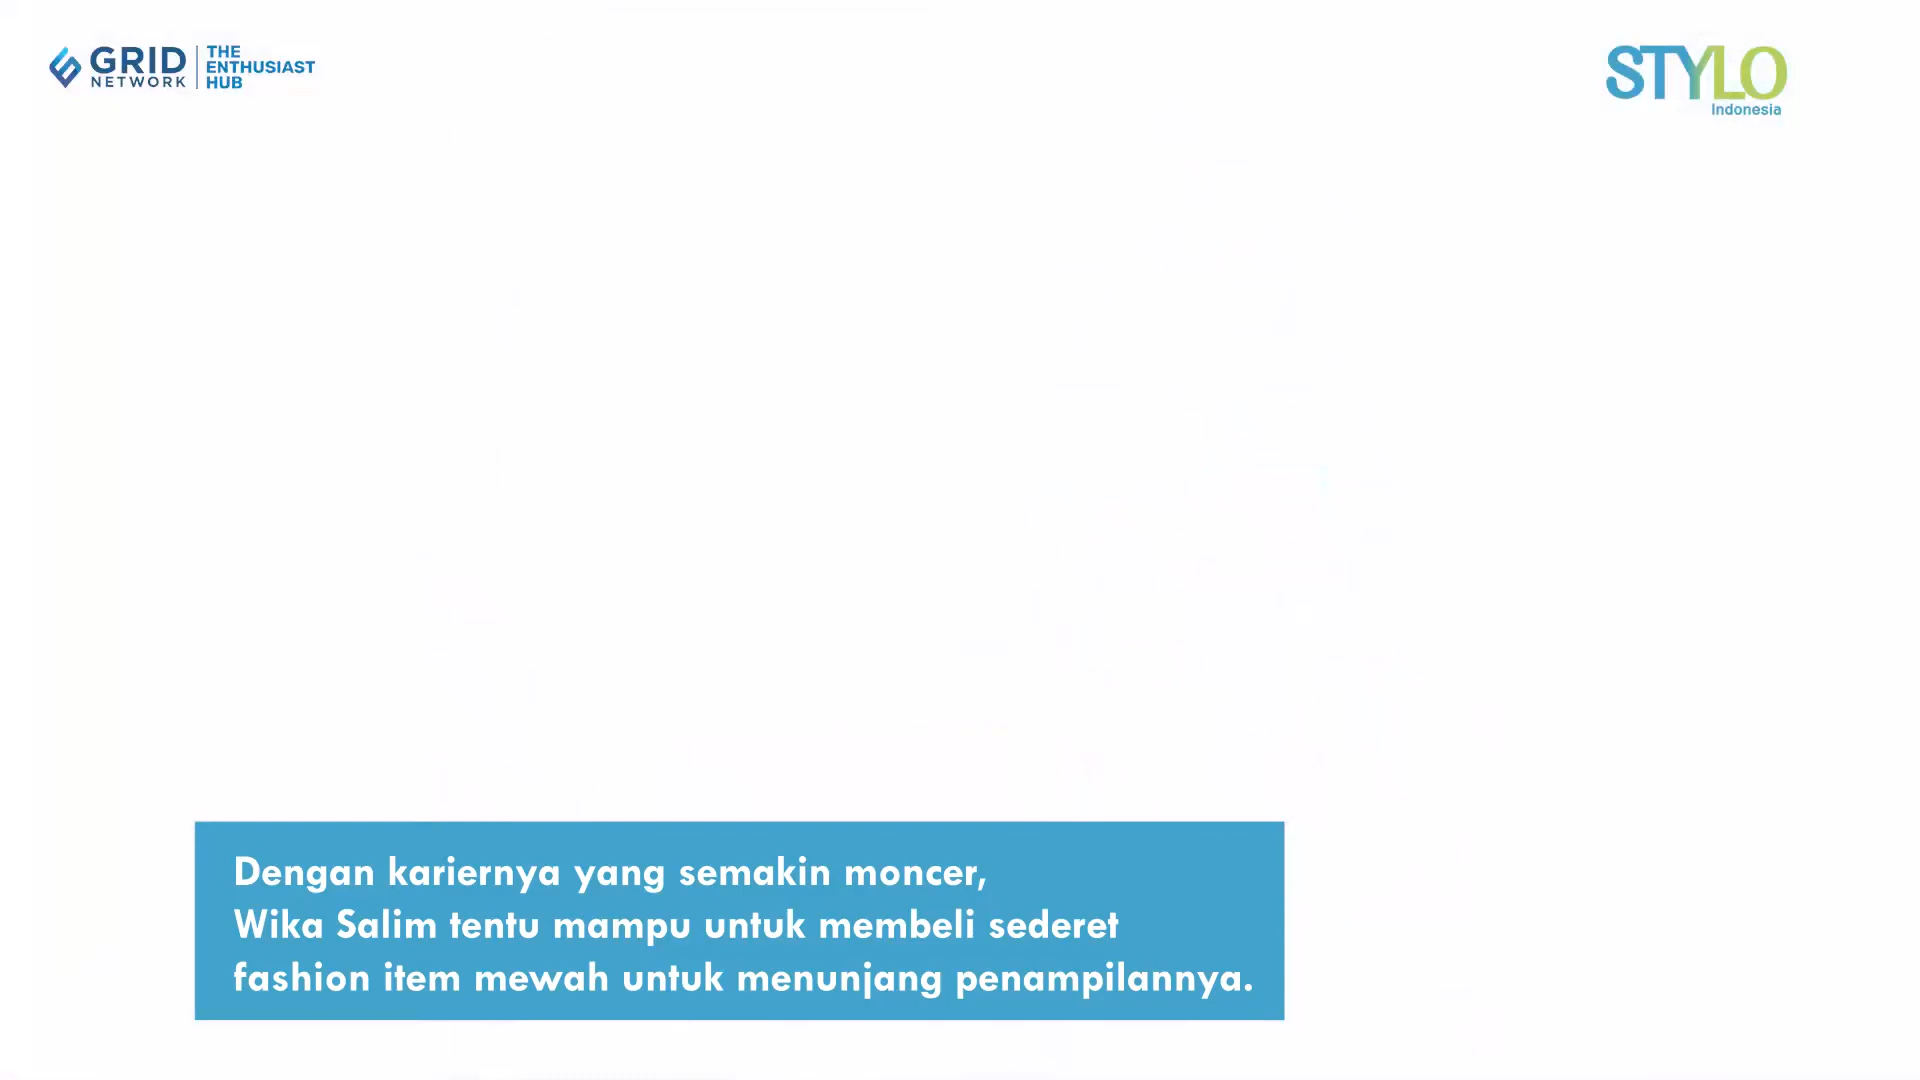 GRID
NETWORK
THE
ENTHUSIAST
HUB
STYLO
Indonesia
Dengan kariernya yang semakin moncer,
Wika Salim tentu mampu untuk membeli sederet
fashion item mewah untuk menunjang penampilannya.